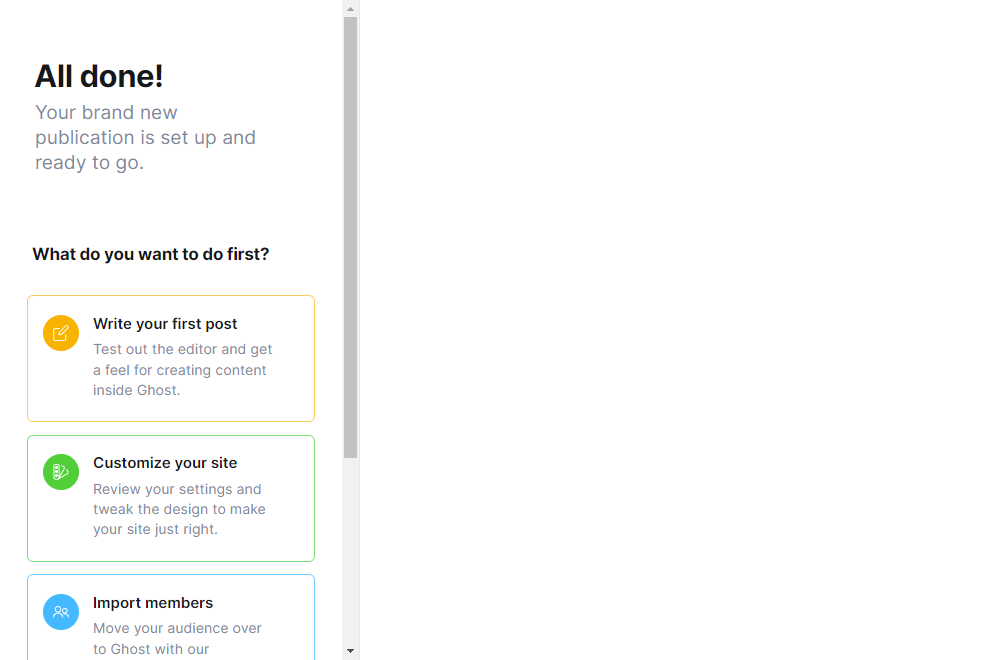 All done!
Your brand new
publication is set up and
ready to go.
What do you want to do first?
Write your first post
Test out the editor and get
a feel for creating content
inside Ghost.
Customize your site
Review your settings and
tweak the design to make
your site just right.
Import members
Move your audience over
to Ghost with our